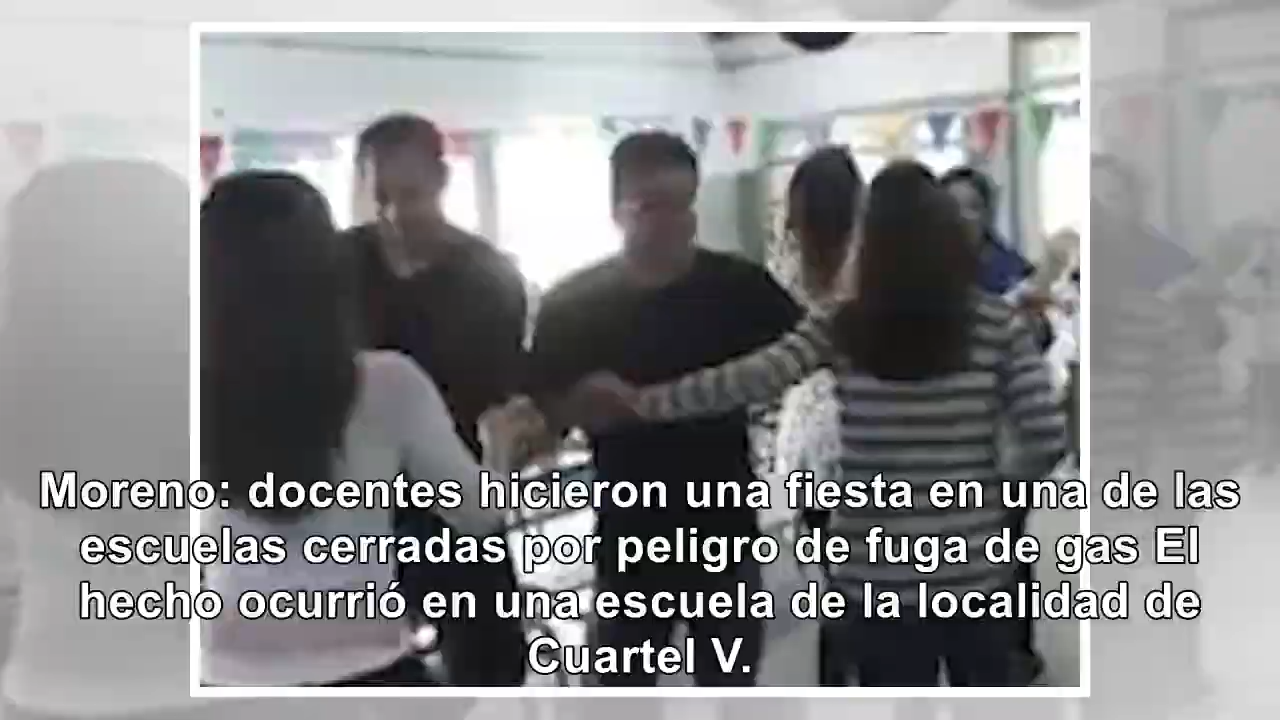 Moreno: docentes hicieron una fiesta en una de las
escuelas cerradas por peligro de fuga de gas El
hecho ocurrió en una escuela de la localidad de
Cuartel V.